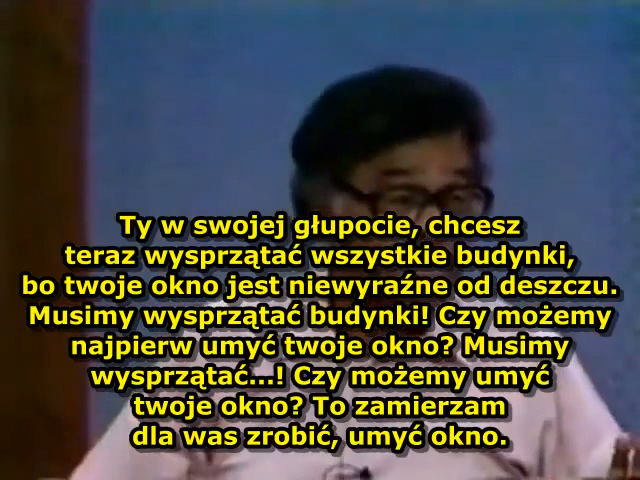 Ty w swojej głupocie, chcesz
teraz wysprzątać wszystkie budynki,
bo twoje okno jest niewyraźne od deszczu.
Musimy wysprzątać budynki! Czy możemy
najpierw umyć twoje okno? Musimy
wysprzątać...! Czy możemy umyć
twoje okno? To zamierzam
dla was zrobić, umyć okno.